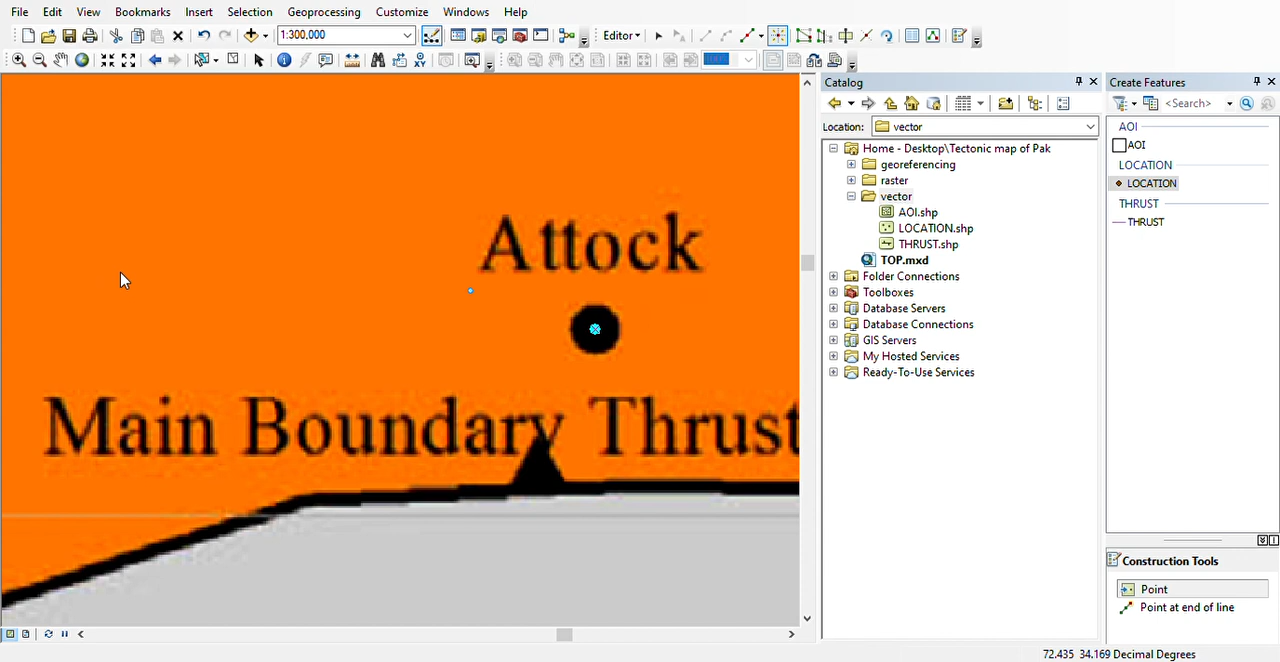 File Edit View Bookmarks Insert Selection Geoprocessing Customize Windows Help
1:300,000 Editor
Catalog
Location: vector
Home - Desktop\Tectonic map of Pak
georeferencing
raster
vector
AOI.shp
LOCATION.shp
THRUST.shp
TOP.mxd
Folder Connections
Toolboxes
Database Servers
Database Connections
GIS Servers
My Hosted Services
Ready-To-Use Services
Create Features
<Search>
AOI
AOI
LOCATION
LOCATION
THRUST
THRUST
Construction Tools
Point
Point at end of line
Attock
Main Boundary Thrust
72.435 34.169 Decimal Degrees